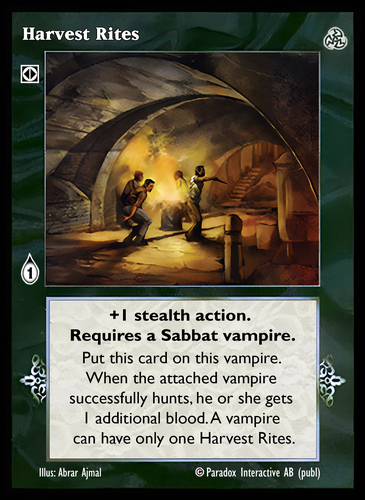 Harvest Rites
1
+1 stealth action.
Requires a Sabbat vampire.
Put this card on this vampire.
When the attached vampire
successfully hunts, he or she gets
1 additional blood. A vampire
can have only one Harvest Rites.
Illus: Abrar Ajmal © Paradox Interactive AB (publ)